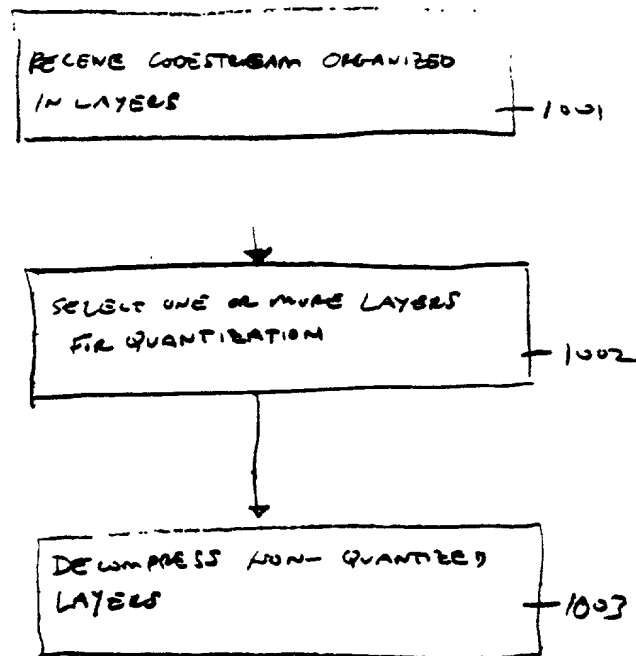 RECEIVE CODESTREAM ORGANIZED
IN LAYERS
1001
SELECT ONE OR MORE LAYERS
FOR QUANTIZATION
1002
DECOMPRESS NON-QUANTIZED
LAYERS
1003